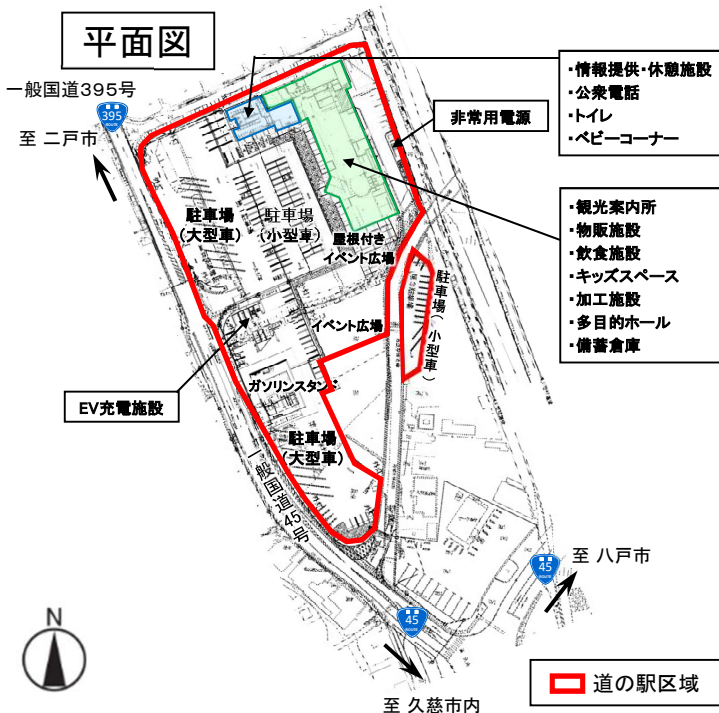 平面図
一般国道395号
395
ROUTE
至 二戸市
・情報提供・休憩施設
・公衆電話
・トイレ
・ベビーコーナー
非常用電源
・観光案内所
・物販施設
・飲食施設
・キッズスペース
・加工施設
・多目的ホール
・備蓄倉庫
駐車場
(大型車)
駐車場
(小型車)
屋根付き
イベント広場
駐車場(小型車)
イベント広場
EV充電施設
ガソリンスタンド
駐車場
(大型車)
一般国道45号
至 八戸市
45
ROUTE
45
ROUTE
N
至 久慈市内
道の駅区域